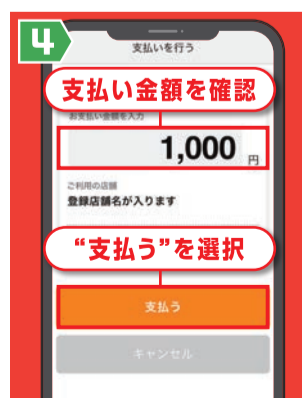 4
支払いを行う
支払い金額を確認
お支払い金額を入力
1,000 円
ご利用の店舗
登録店舗名が入ります
“支払う”を選択
支払う
キャンセル